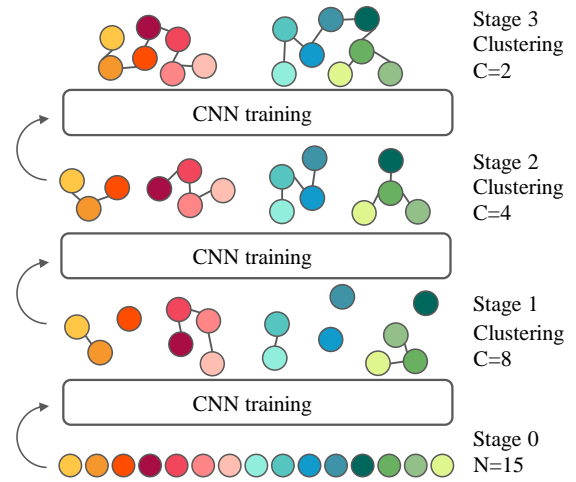 Stage 3
Clustering
C=2
CNN training
Stage 2
Clustering
C=4
CNN training
Stage 1
Clustering
C=8
CNN training
Stage 0
N=15